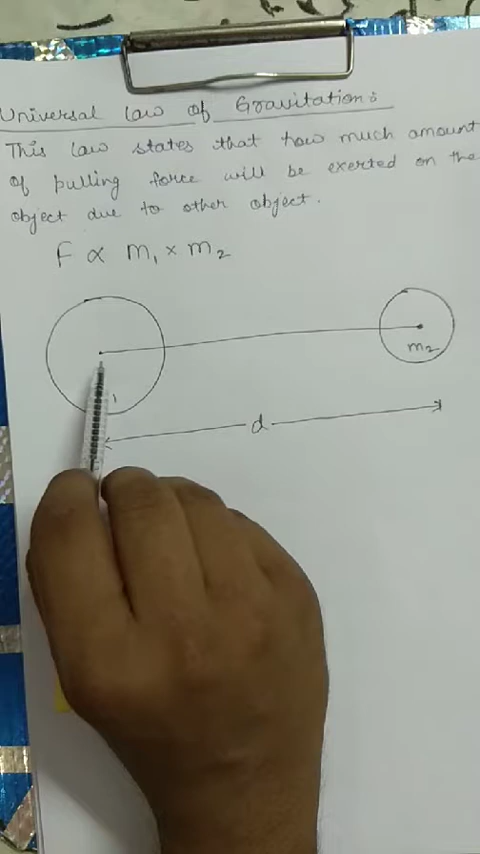 Universal law of Gravitation:
This law states that how much amount
of pulling force will be exerted on the
object due to other object.
F ∝ m₁ × m₂
m₂
d